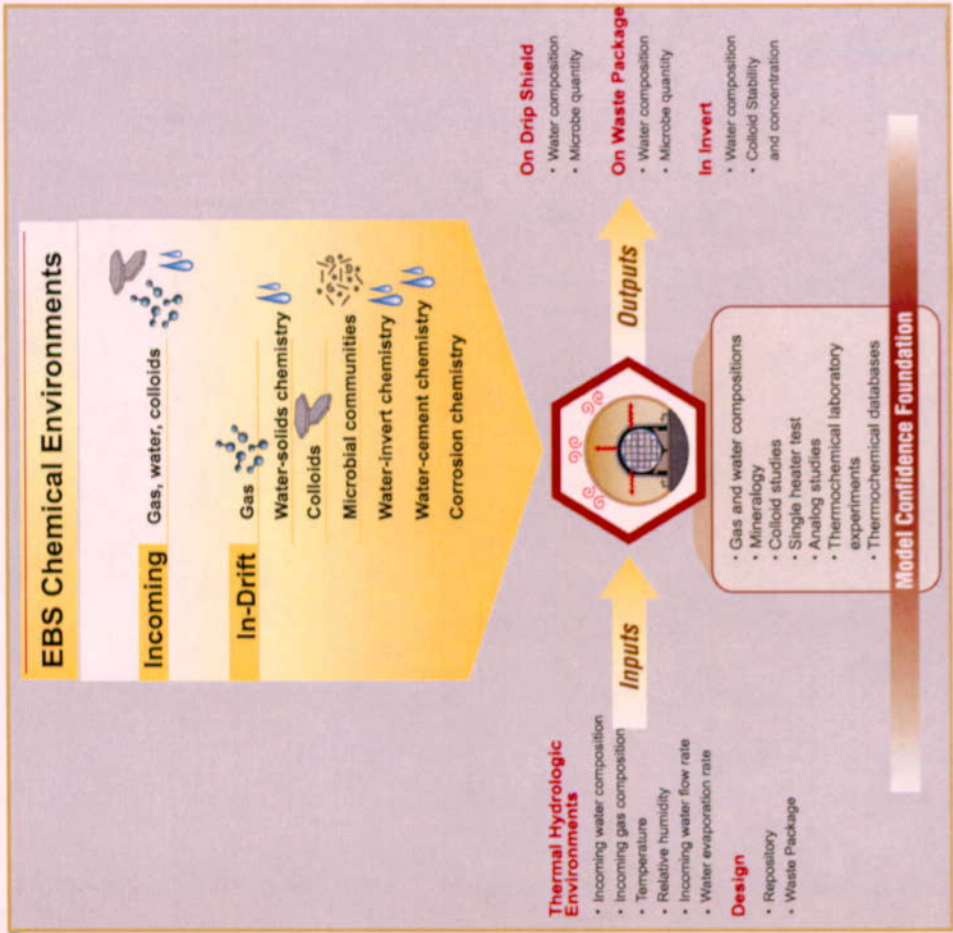 EBS Chemical Environments
Incoming
Gas, water, colloids
In-Drift
Gas
Water-solids chemistry
Colloids
Microbial communities
Water-invert chemistry
Water-cement chemistry
Corrosion chemistry
Thermal Hydrologic
Environments
• Incoming water composition
• Incoming gas composition
• Temperature
• Relative humidity
• Incoming water flow rate
• Water evaporation rate
Design
• Repository
• Waste Package
Inputs
Outputs
On Drip Shield
• Water composition
• Microbe quantity
On Waste Package
• Water composition
• Microbe quantity
In Invert
• Water composition
• Colloid Stability
and concentration
• Gas and water compositions
• Mineralogy
• Colloid studies
• Single heater test
• Analog studies
• Thermochemical laboratory
experiments
• Thermochemical databases
Model Confidence Foundation